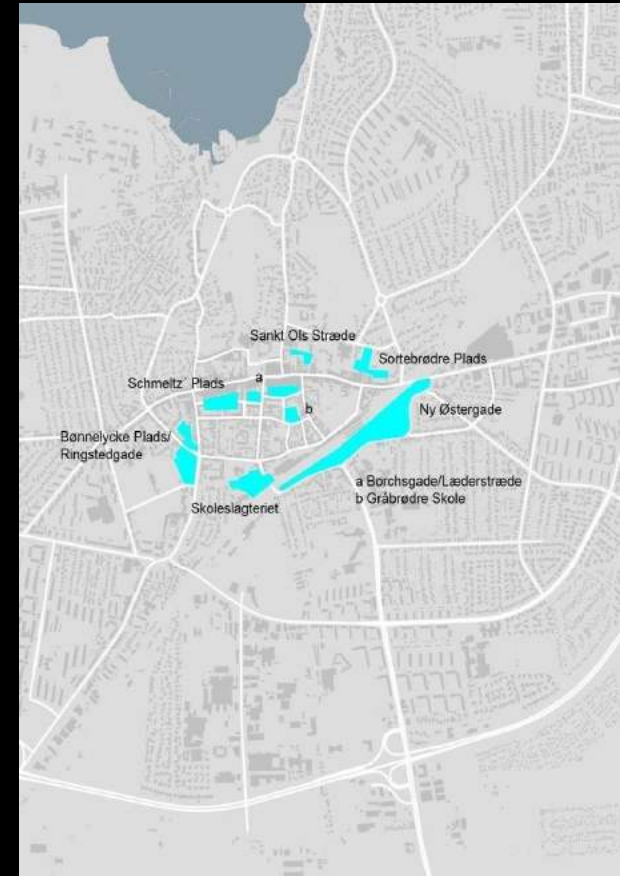 Sankt Ols Stræde
Sortebrødre Plads
Schmeltz´ Plads
a
b
Ny Østergade
Bønnelycke Plads/
Ringstedgade
Skoleslagteriet
a Borchsgade/Læderstræde
b Gråbrødre Skole